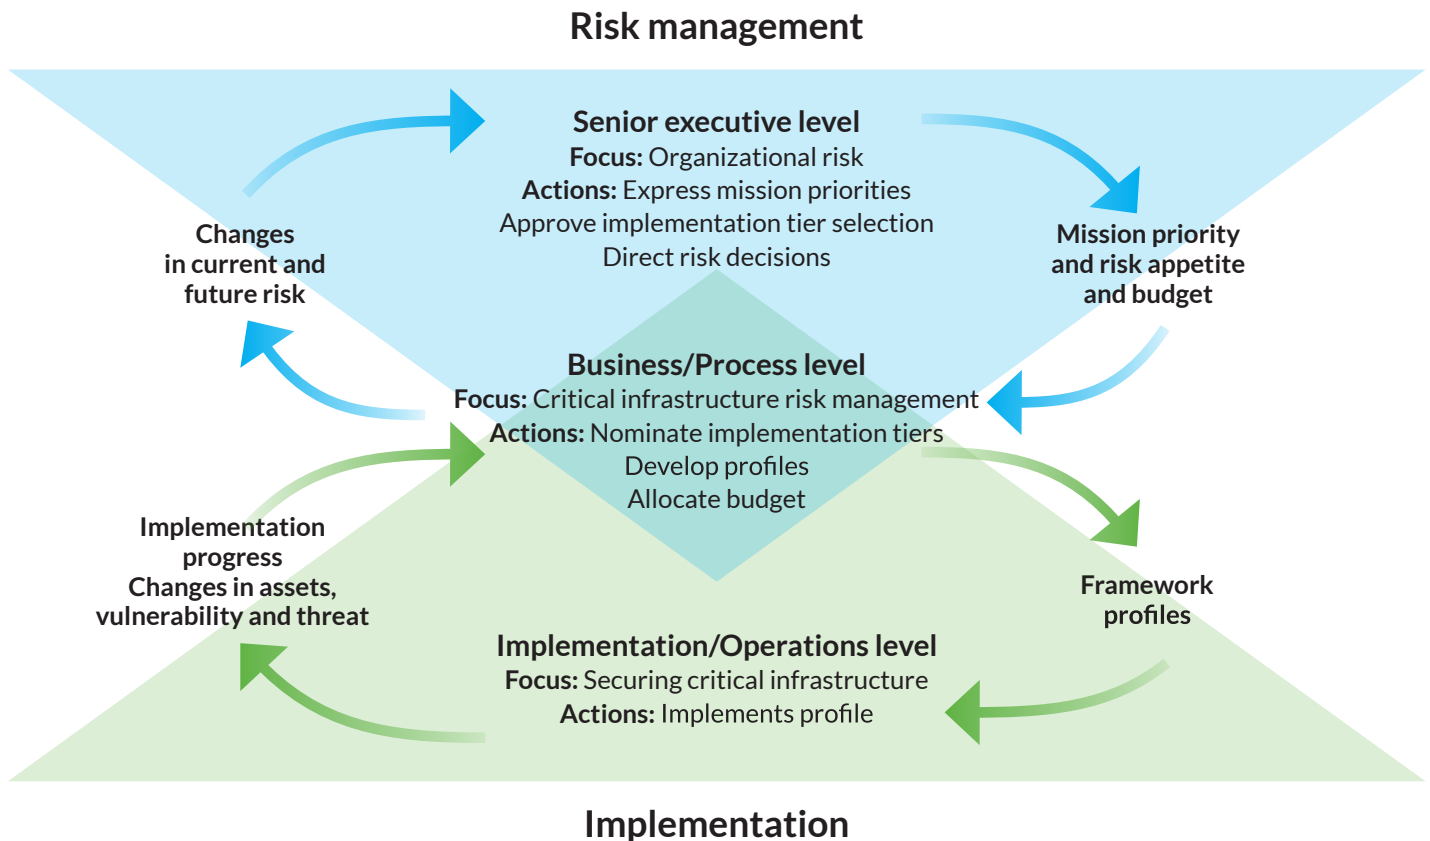 Risk management
Senior executive level
Focus: Organizational risk
Actions: Express mission priorities
Approve implementation tier selection
Direct risk decisions
Changes
in current and
future risk
Mission priority
and risk appetite
and budget
Business/Process level
Focus: Critical infrastructure risk management
Actions: Nominate implementation tiers
Develop profiles
Allocate budget
Implementation
progress
Changes in assets,
vulnerability and threat
Framework
profiles
Implementation/Operations level
Focus: Securing critical infrastructure
Actions: Implements profile
Implementation